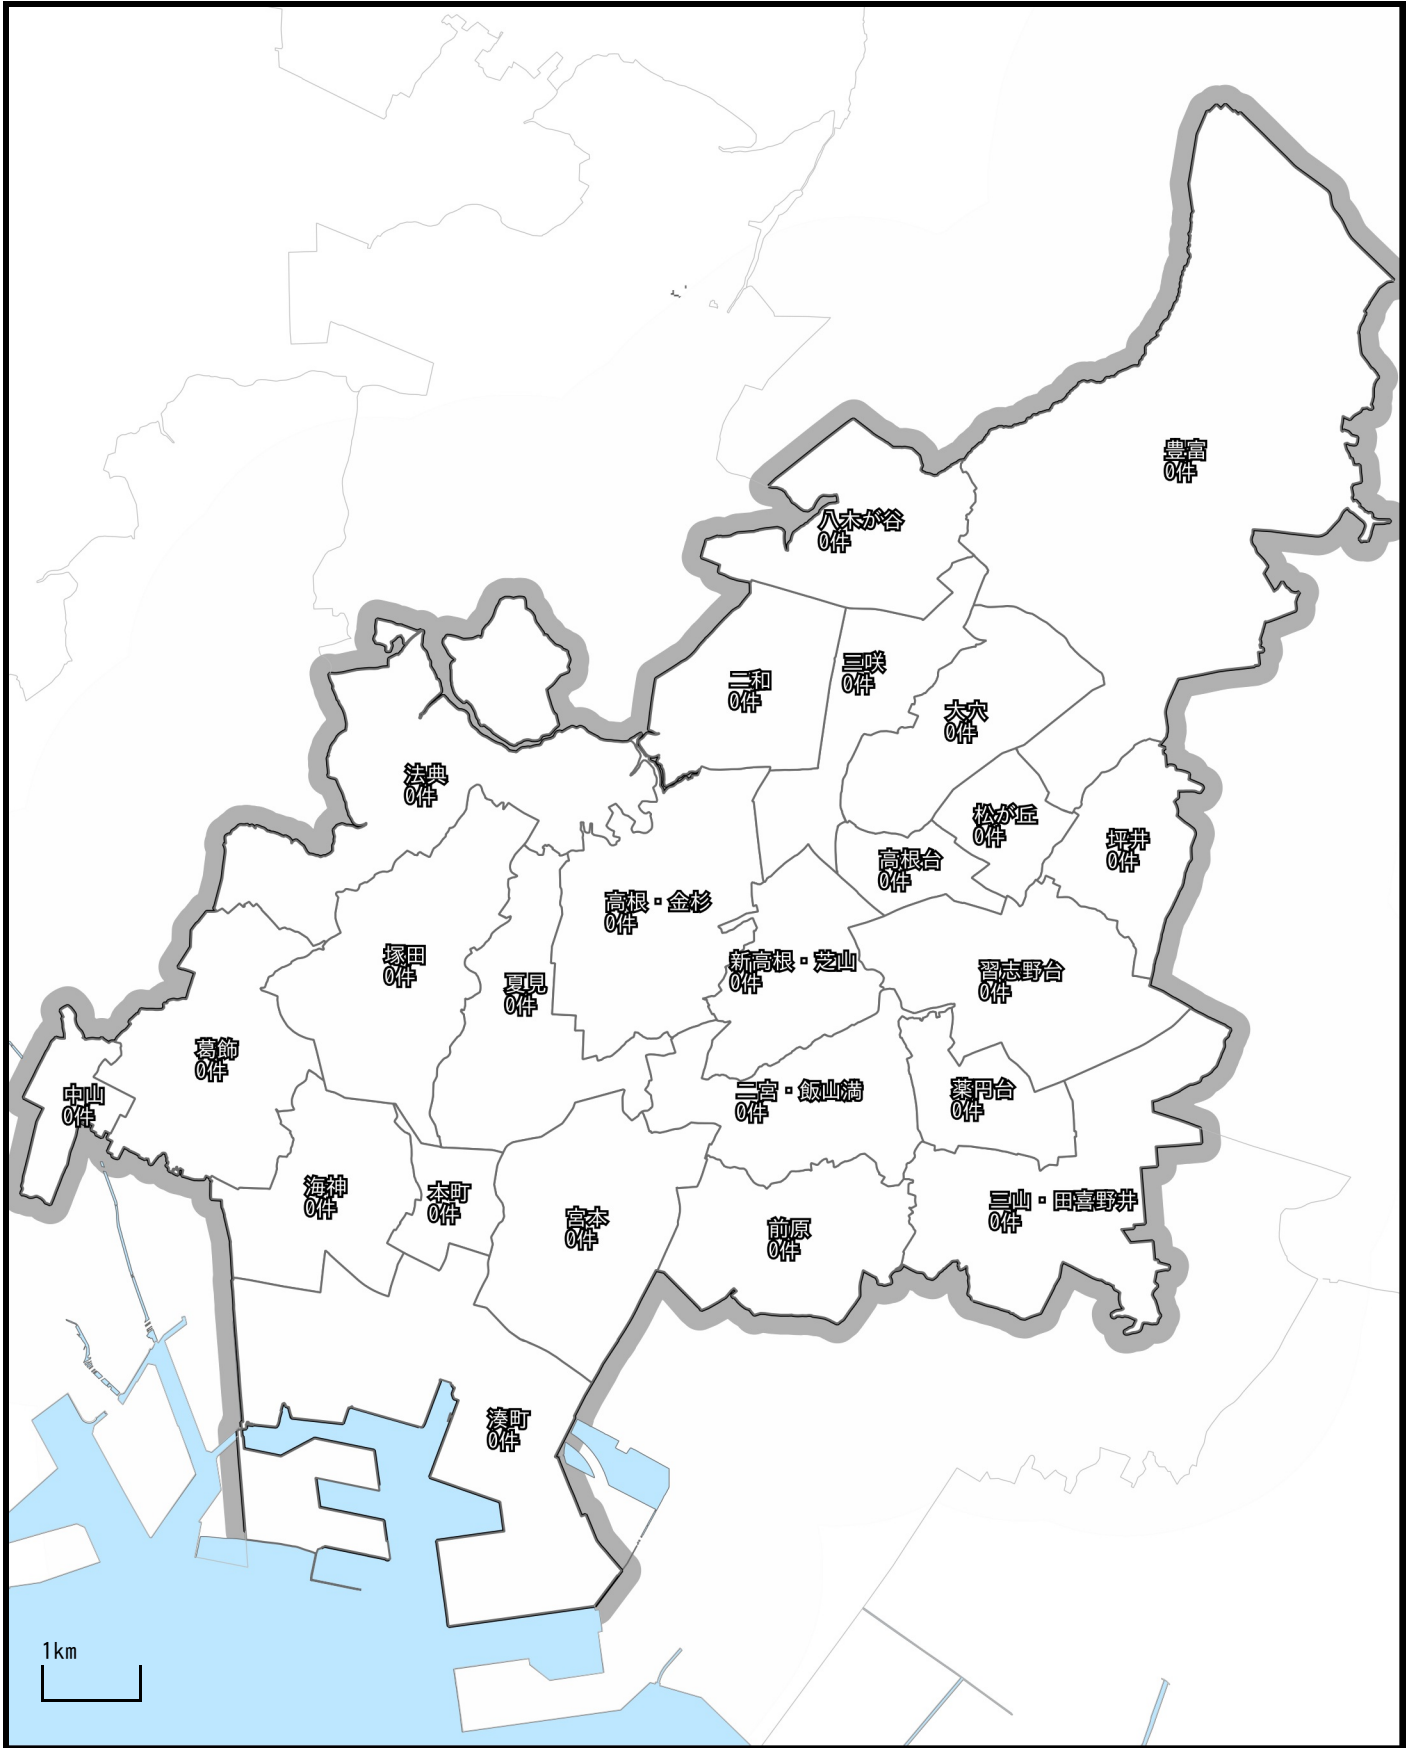 豊富
0件
八木が谷
0件
三咲
0件
二和
0件
大穴
0件
法典
0件
松が丘
0件
坪井
0件
高根台
0件
高根・金杉
0件
塚田
0件
新高根・芝山
0件
習志野台
0件
夏見
0件
葛飾
0件
中山
0件
二宮・飯山満
0件
薬円台
0件
海神
0件
本町
0件
三山・田喜野井
0件
宮本
0件
前原
0件
湊町
0件
1km